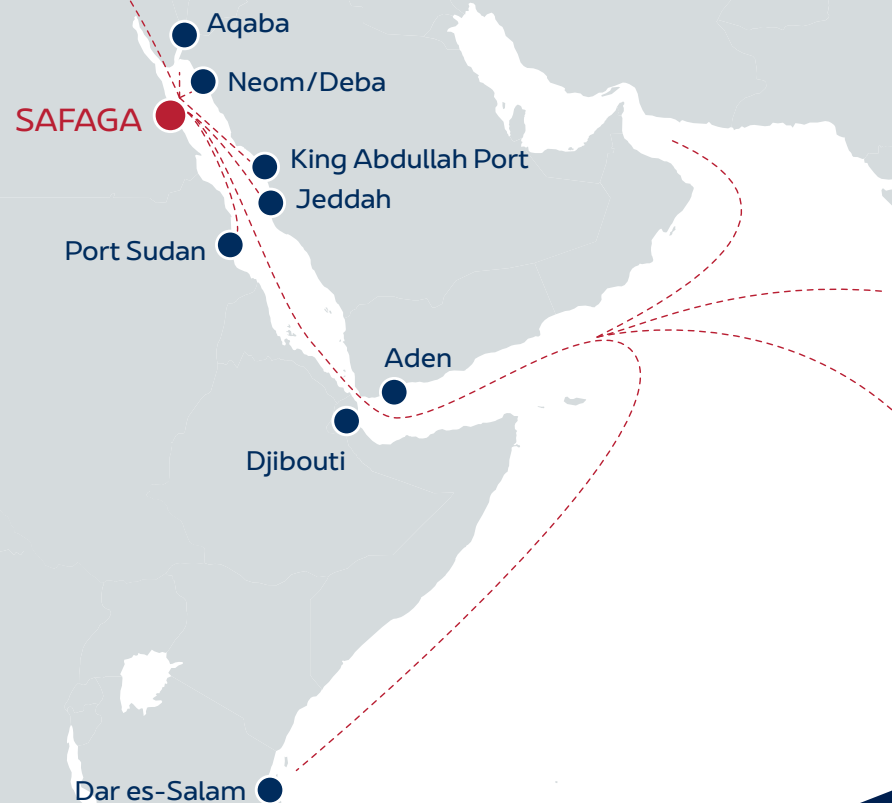 Aqaba
Neom/Deba
SAFAGA
King Abdullah Port
Jeddah
Port Sudan
Aden
Djibouti
Dar es-Salam